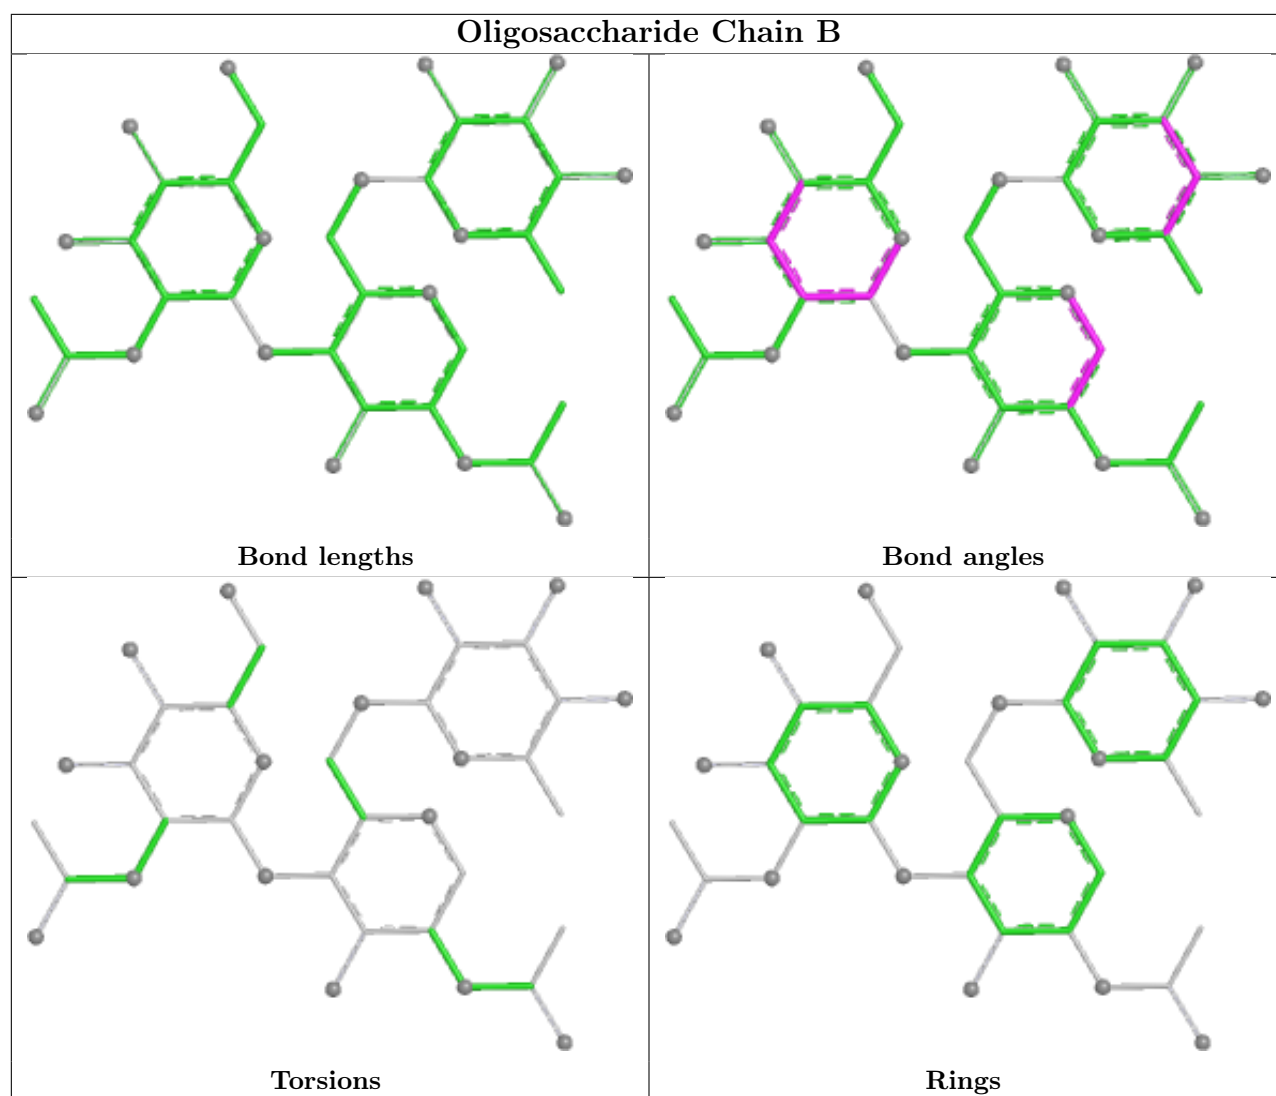 Oligosaccharide Chain B
Bond lengths
Bond angles
Torsions
Rings